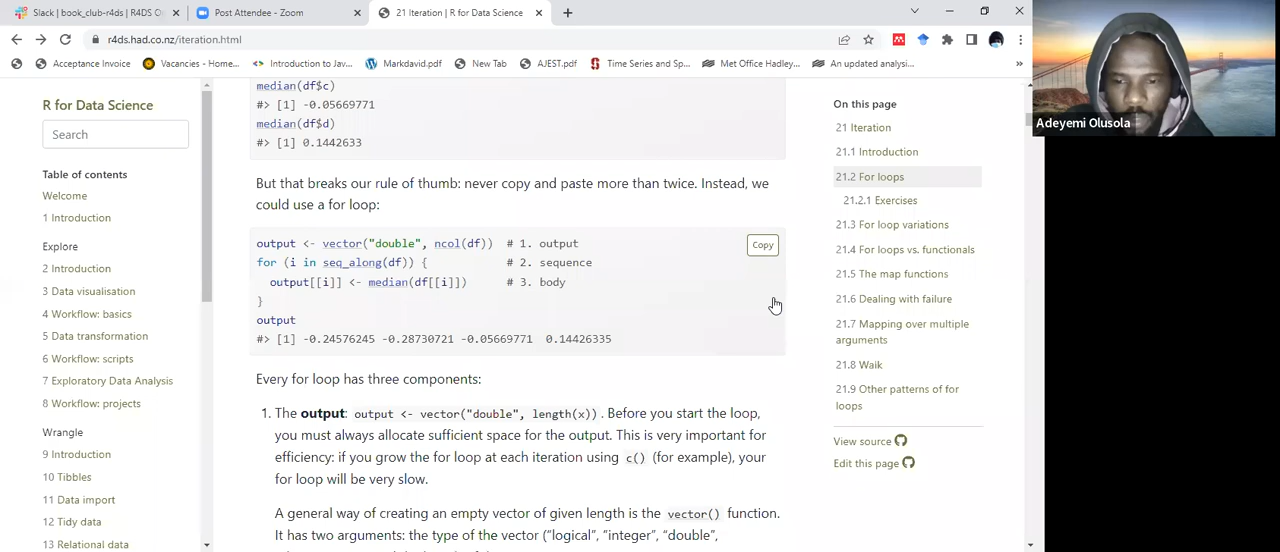 Slack | book_club-r4ds | R4DS O
Post Attendee - Zoom
21 Iteration | R for Data Science
r4ds.had.co.nz/iteration.html
Acceptance Invoice
Vacancies - Home...
Introduction to Jav...
Markdavid.pdf
New Tab
AJEST.pdf
Time Series and Sp...
Met Office Hadley...
An updated analysi...
»
R for Data Science
Search
Table of contents
Welcome
1 Introduction
Explore
2 Introduction
3 Data visualisation
4 Workflow: basics
5 Data transformation
6 Workflow: scripts
7 Exploratory Data Analysis
8 Workflow: projects
Wrangle
9 Introduction
10 Tibbles
11 Data import
12 Tidy data
13 Relational data
median(df$c)
#> [1] -0.05669771
median(df$d)
#> [1] 0.1442633
But that breaks our rule of thumb: never copy and paste more than twice. Instead, we
could use a for loop:
output <- vector("double", ncol(df))  # 1. output
for (i in seq_along(df)) {            # 2. sequence
  output[[i]] <- median(df[[i]])      # 3. body
}
output
#> [1] -0.24576245 -0.28730721 -0.05669771  0.14426335
Copy
Every for loop has three components:
1. The output: output <- vector("double", length(x)). Before you start the loop,
you must always allocate sufficient space for the output. This is very important for
efficiency: if you grow the for loop at each iteration using c() (for example), your
for loop will be very slow.
A general way of creating an empty vector of given length is the vector() function.
It has two arguments: the type of the vector ("logical", "integer", "double",
On this page
21 Iteration
21.1 Introduction
21.2 For loops
21.2.1 Exercises
21.3 For loop variations
21.4 For loops vs. functionals
21.5 The map functions
21.6 Dealing with failure
21.7 Mapping over multiple
arguments
21.8 Walk
21.9 Other patterns of for
loops
View source
Edit this page
Adeyemi Olusola